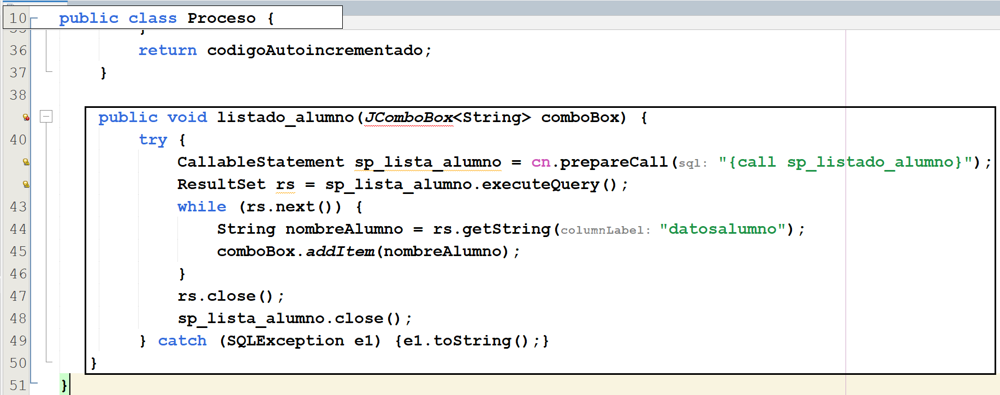 10 public class Proceso {
}
36 return codigoAutoincrementado;
37 }
38
public void listado_alumno(JComboBox<String> comboBox) {
40 try {
CallableStatement sp_lista_alumno = cn.prepareCall(sql: "{call sp_listado_alumno}");
ResultSet rs = sp_lista_alumno.executeQuery();
43 while (rs.next()) {
44 String nombreAlumno = rs.getString(columnLabel: "datosalumno");
45 comboBox.addItem(nombreAlumno);
46 }
47 rs.close();
48 sp_lista_alumno.close();
49 } catch (SQLException e1) {e1.toString();}
50 }
51 }